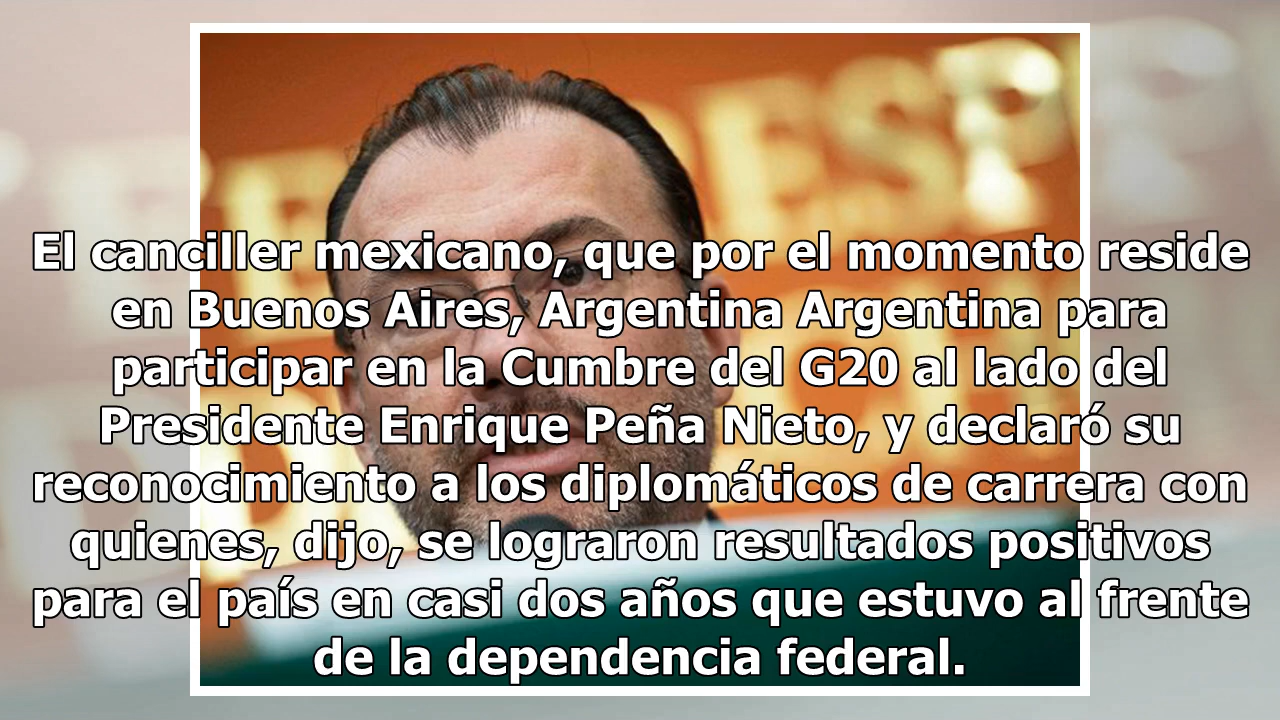 El canciller mexicano, que por el momento reside
en Buenos Aires, Argentina Argentina para
participar en la Cumbre del G20 al lado del
Presidente Enrique Peña Nieto, y declaró su
reconocimiento a los diplomáticos de carrera con
quienes, dijo, se lograron resultados positivos
para el país en casi dos años que estuvo al frente
de la dependencia federal.